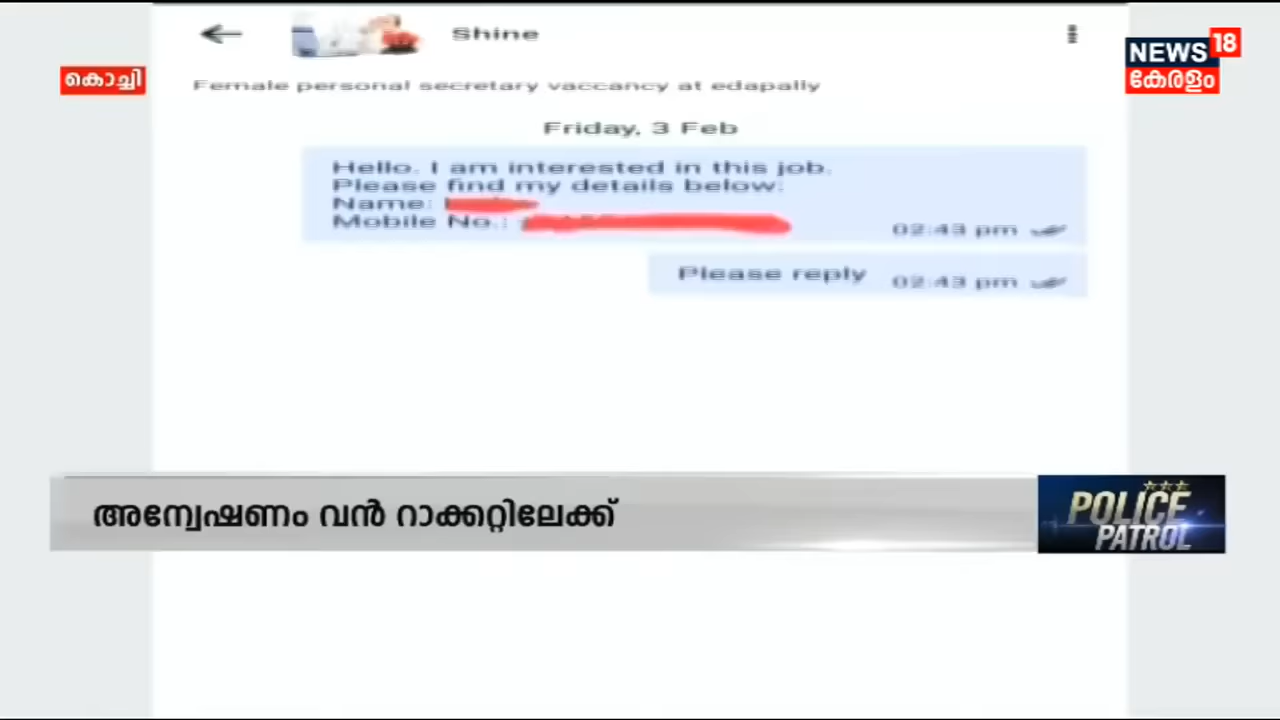 Shine
NEWS 18
കേരളം
കൊച്ചി
Female personal secretary vaccancy at edapally
Friday, 3 Feb
Hello. I am interested in this job.
Please find my details below:
Name:
Mobile No.:
02:43 pm
Please reply 02:43 pm
അന്വേഷണം വൻ റാക്കറ്റിലേക്ക്
POLICE
PATROL